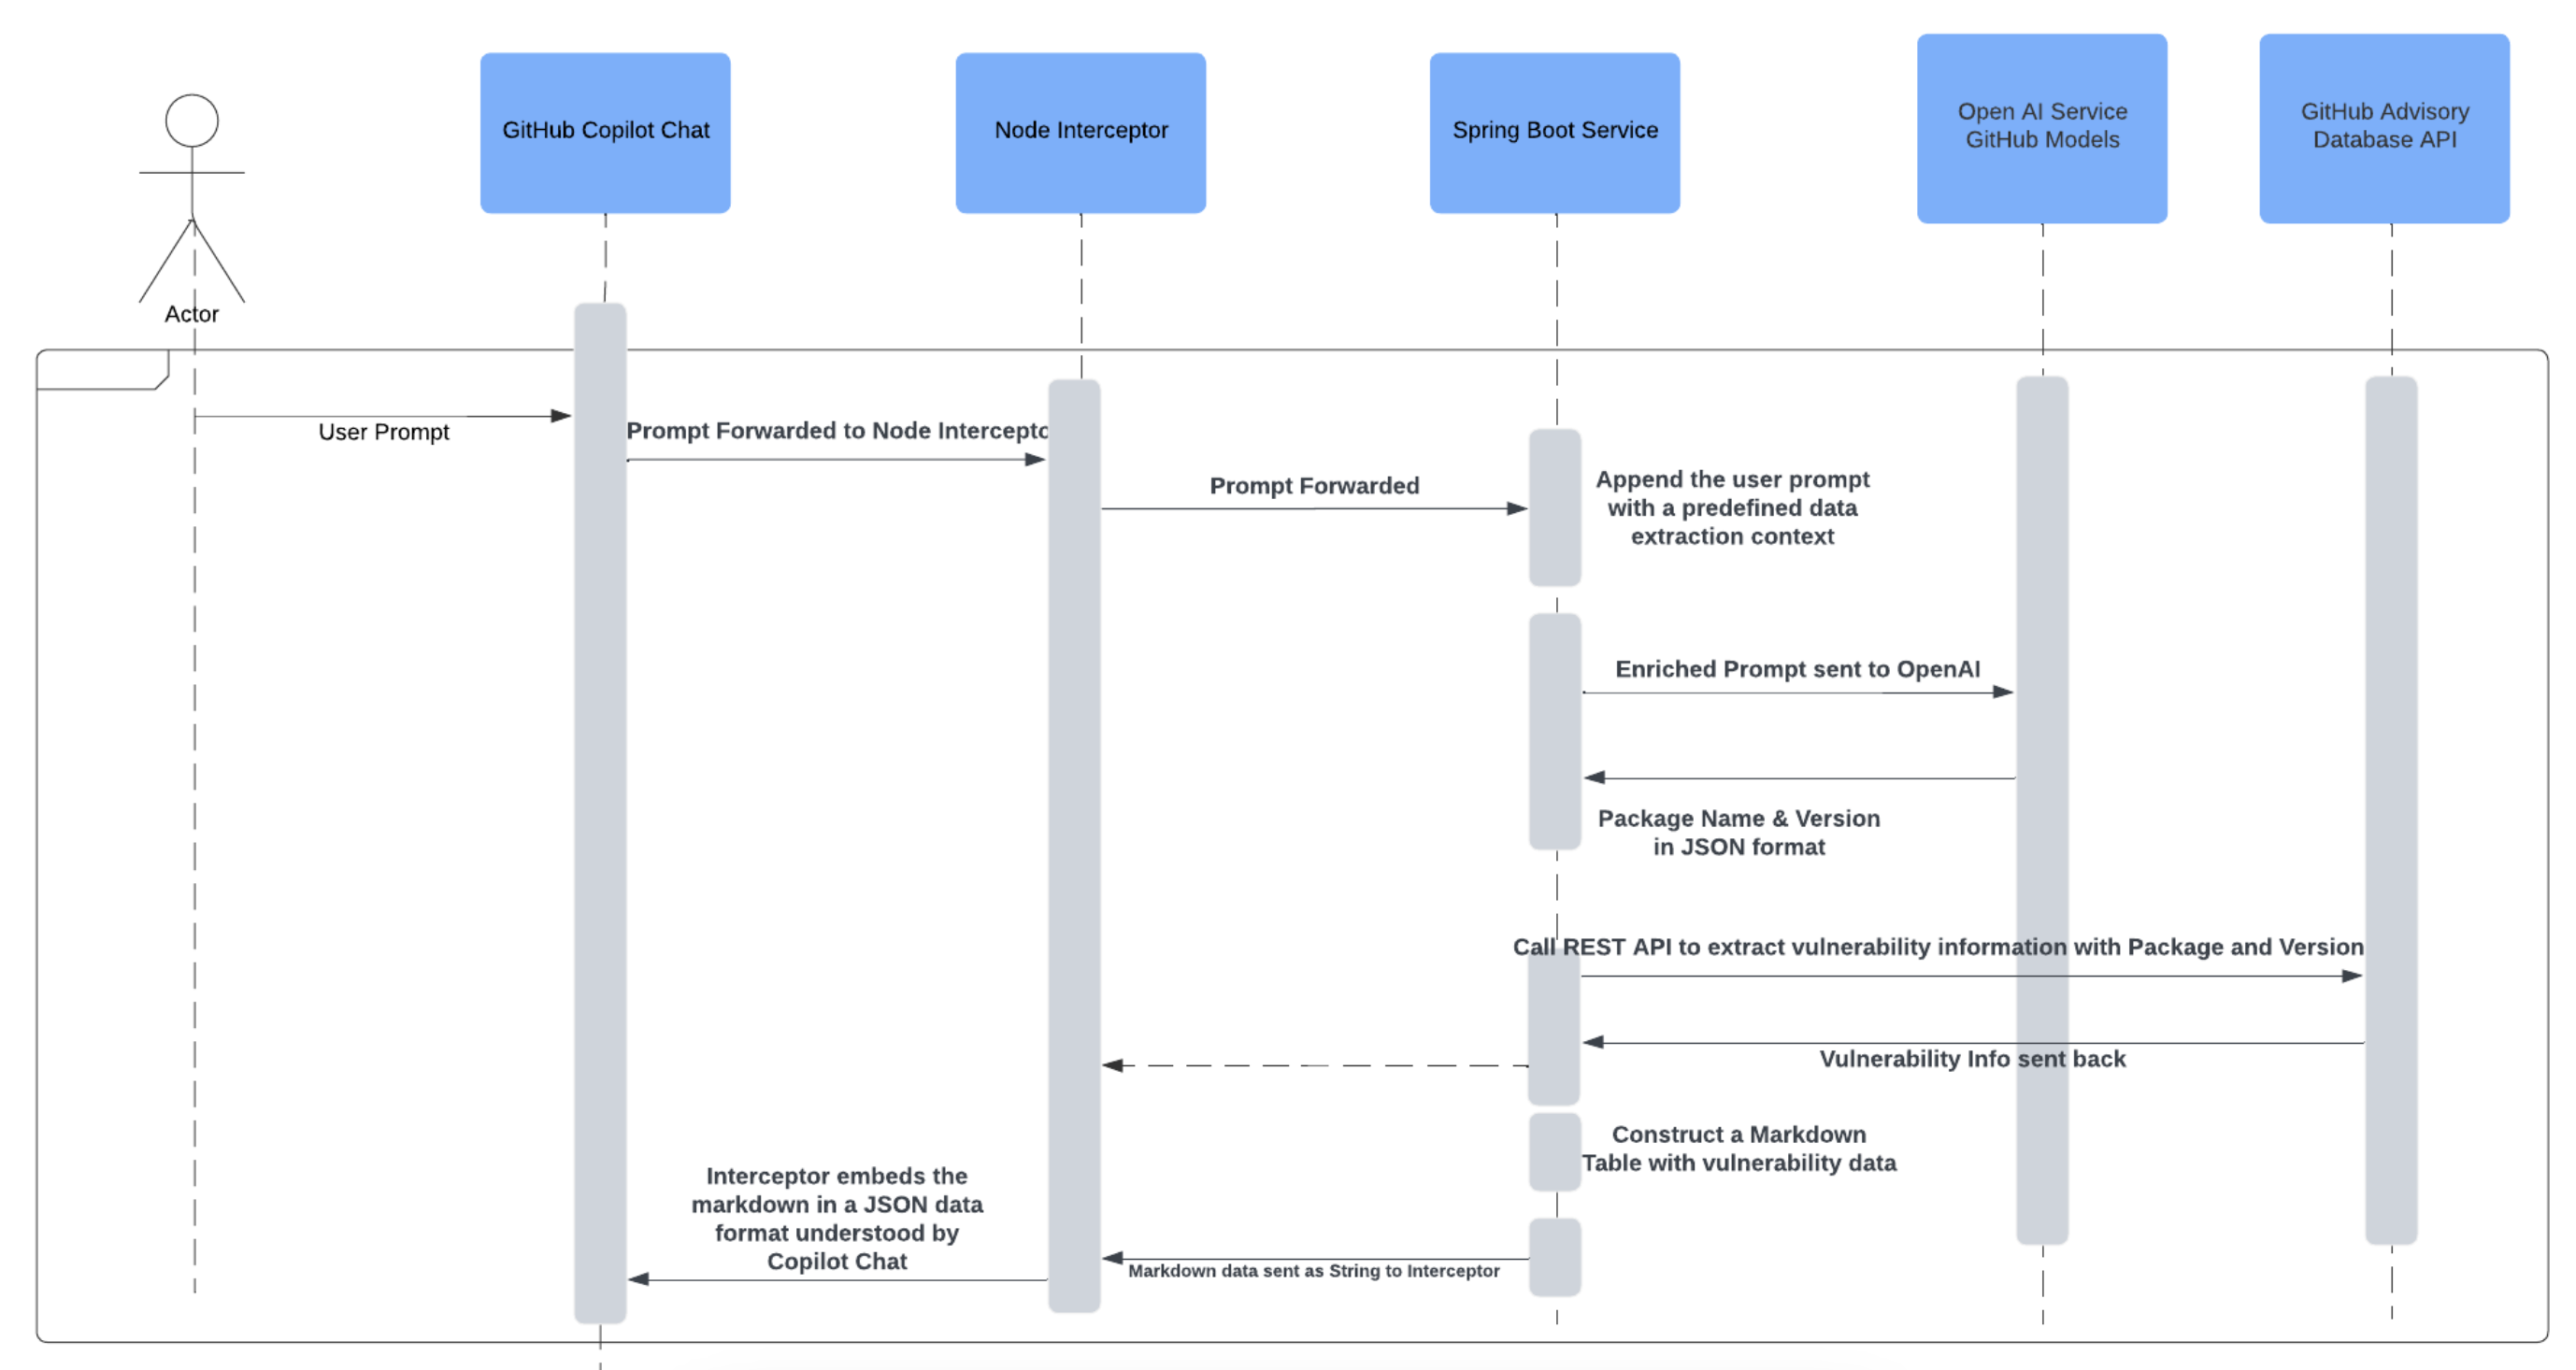 GitHub Copilot Chat
Node Interceptor
Spring Boot Service
Open AI Service
GitHub Models
GitHub Advisory
Database API
Actor
User Prompt
Prompt Forwarded to Node Intercepto
Prompt Forwarded
Append the user prompt
with a predefined data
extraction context
Enriched Prompt sent to OpenAI
Package Name & Version
in JSON format
Call REST API to extract vulnerability information with Package and Version
Vulnerability Info sent back
Construct a Markdown
Table with vulnerability data
Interceptor embeds the
markdown in a JSON data
format understood by
Copilot Chat
Markdown data sent as String to Interceptor